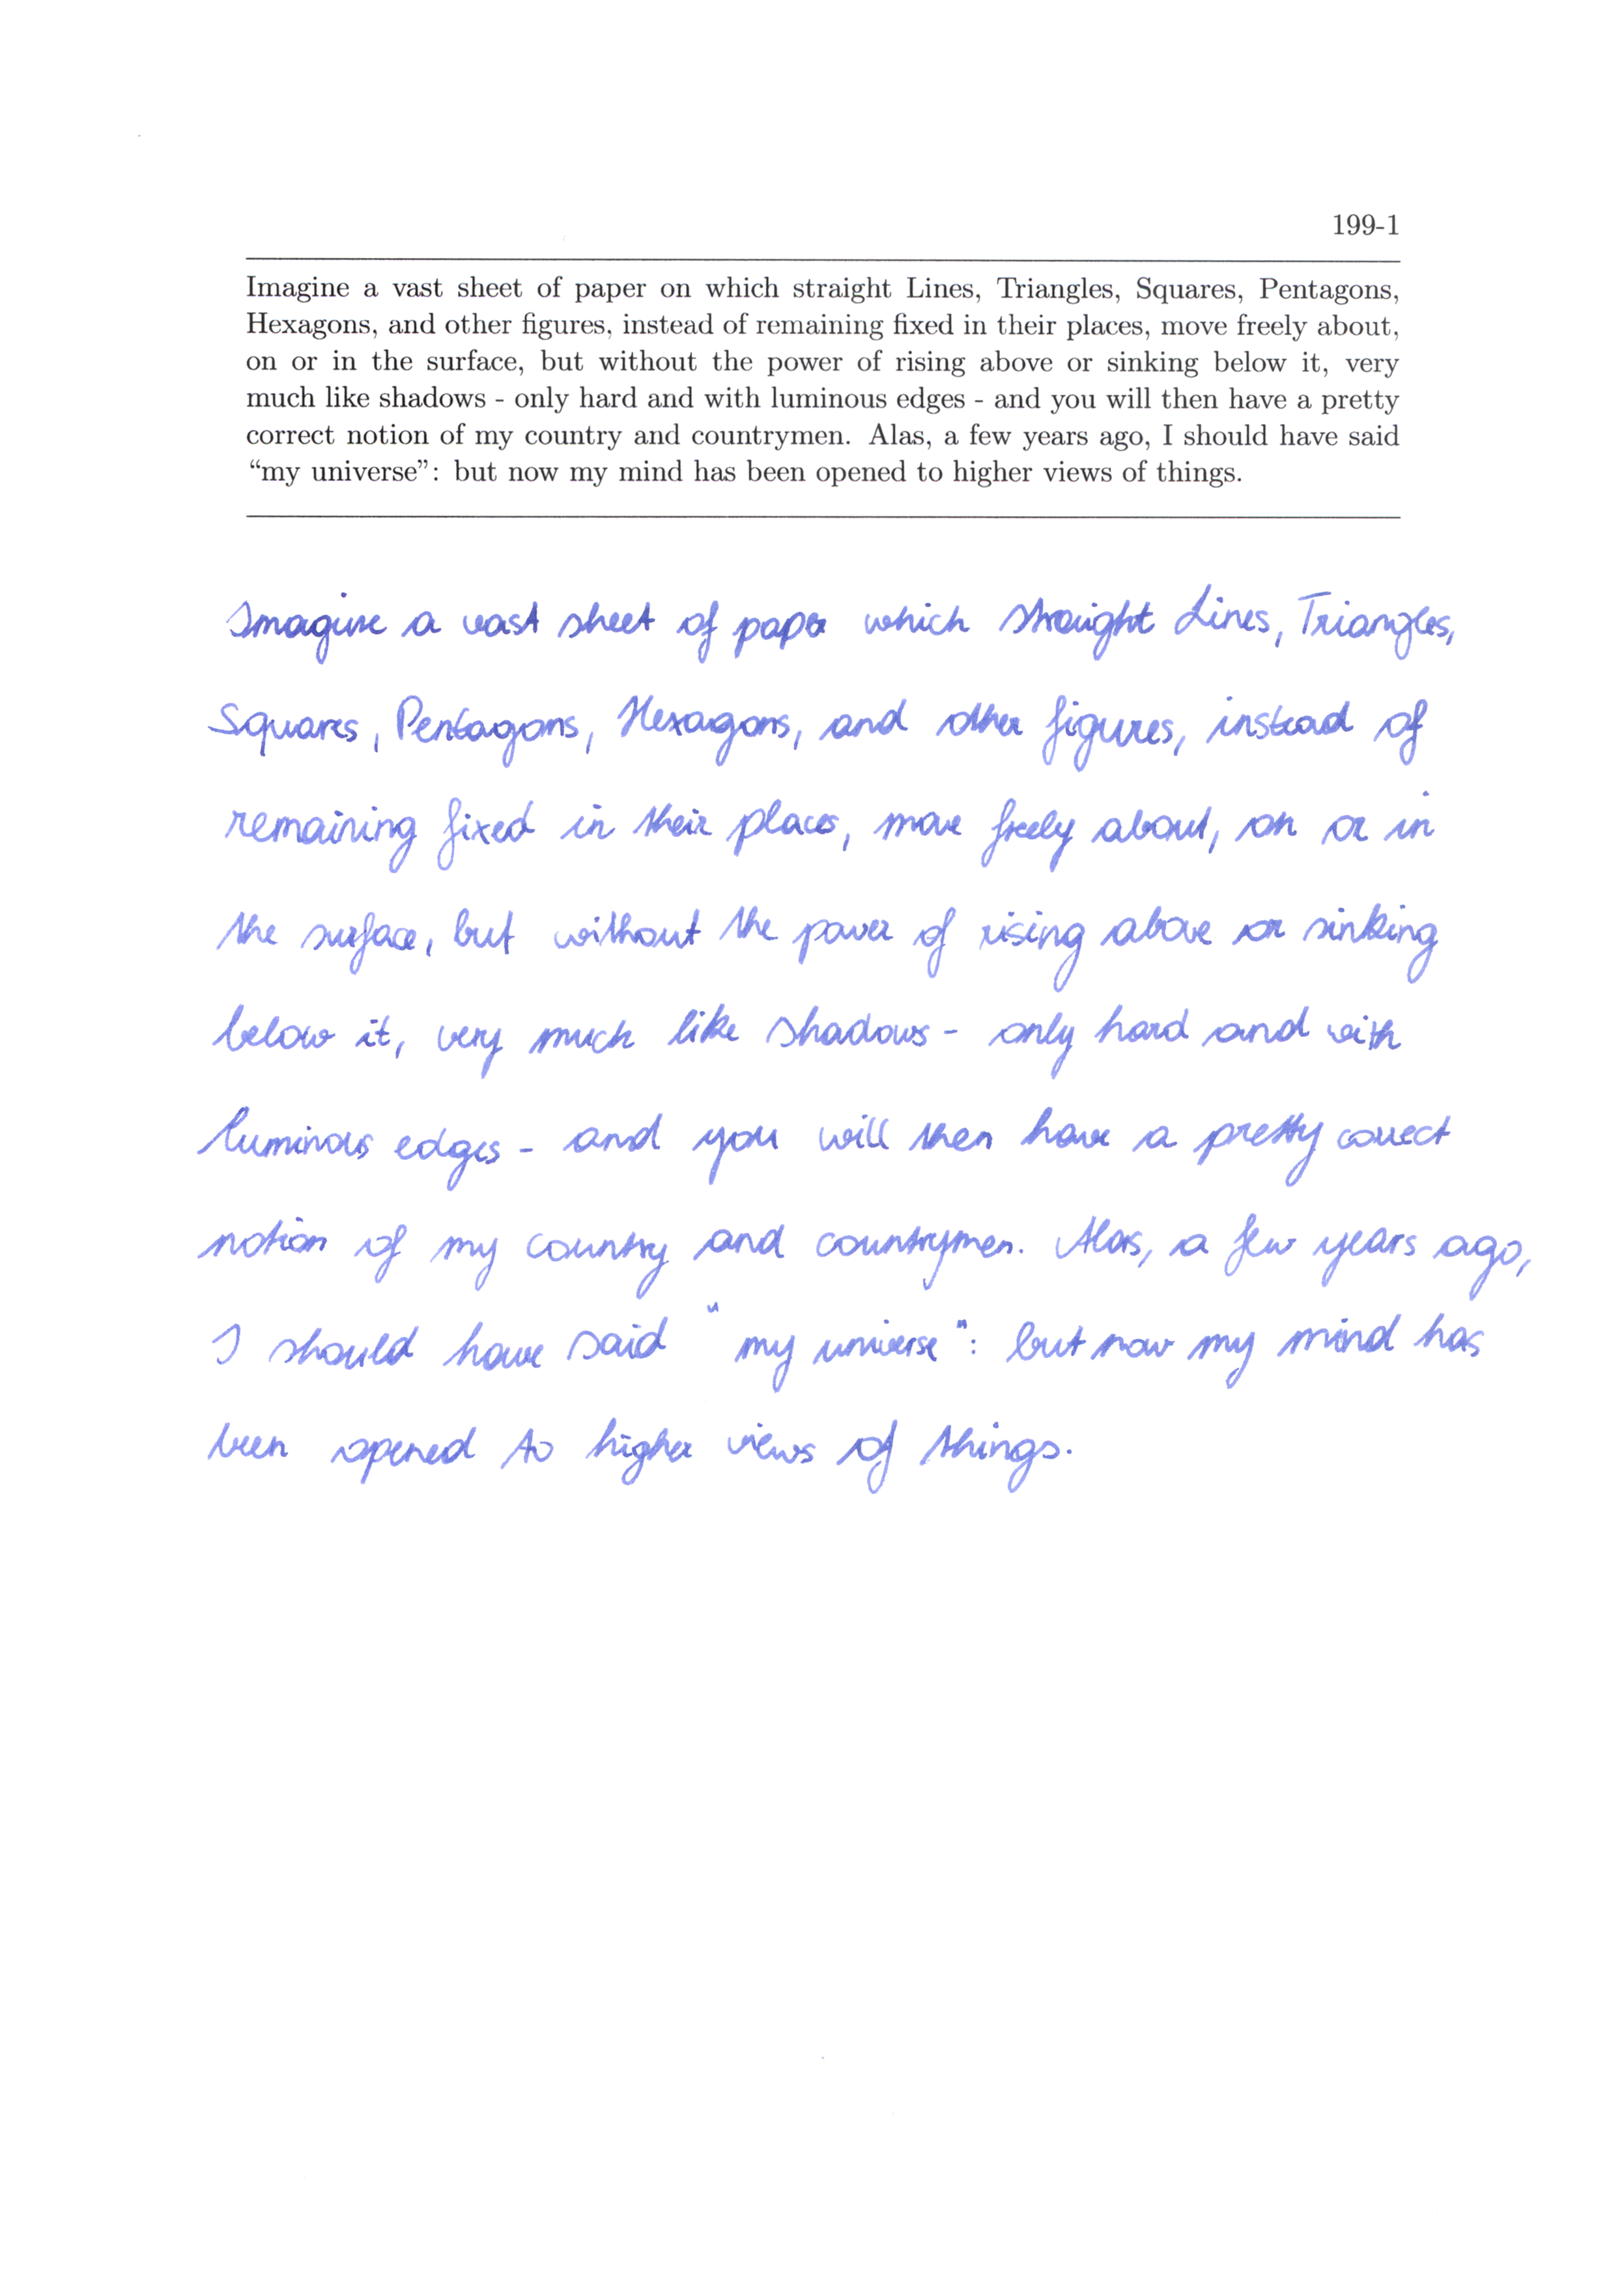 199-1
Imagine a vast sheet of paper on which straight Lines, Triangles, Squares, Pentagons,
Hexagons, and other figures, instead of remaining fixed in their places, move freely about,
on or in the surface, but without the power of rising above or sinking below it, very
much like shadows - only hard and with luminous edges - and you will then have a pretty
correct notion of my country and countrymen. Alas, a few years ago, I should have said
“my universe”: but now my mind has been opened to higher views of things.
Imagine a vast sheet of paper which straight Lines, Triangles,
Squares, Pentagons, Hexagons, and other figures, instead of
remaining fixed in their places, move freely about, on or in
the surface, but without the power of rising above or sinking
below it, very much like shadows - only hard and with
luminous edges - and you will then have a pretty correct
notion of my country and countrymen. Alas, a few years ago,
I should have said "my universe": but now my mind has
been opened to higher views of things.